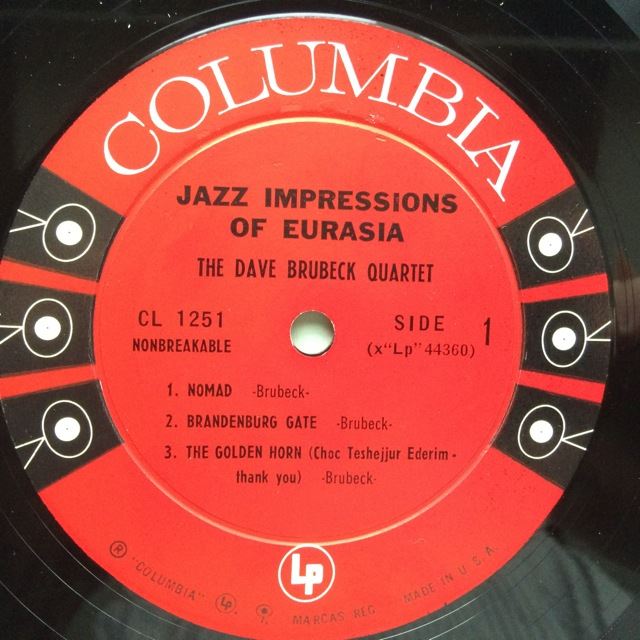 COLUMBIA
JAZZ IMPRESSIONS
OF EURASIA
THE DAVE BRUBECK QUARTET
CL 1251
NONBREAKABLE
SIDE 1
(x"Lp" 44360)
1. NOMAD -Brubeck-
2. BRANDENBURG GATE -Brubeck-
3. THE GOLDEN HORN (Choc Teshejjur Ederim-
thank you) -Brubeck-
Lp
® "COLUMBIA" Lp. MARCAS REG. MADE IN U.S.A.